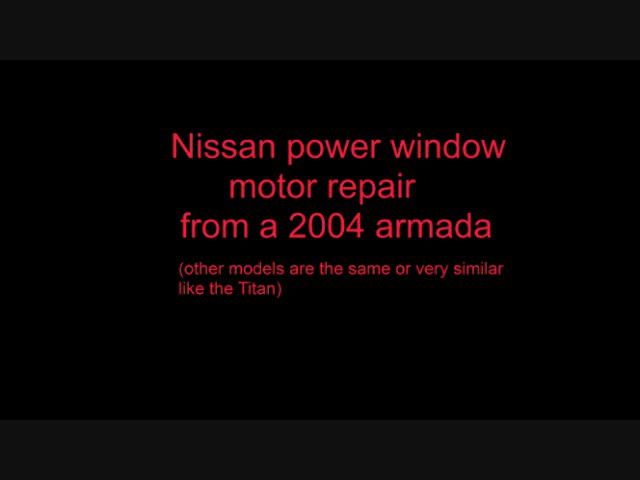 Nissan power window
motor repair
from a 2004 armada
(other models are the same or very similar
like the Titan)